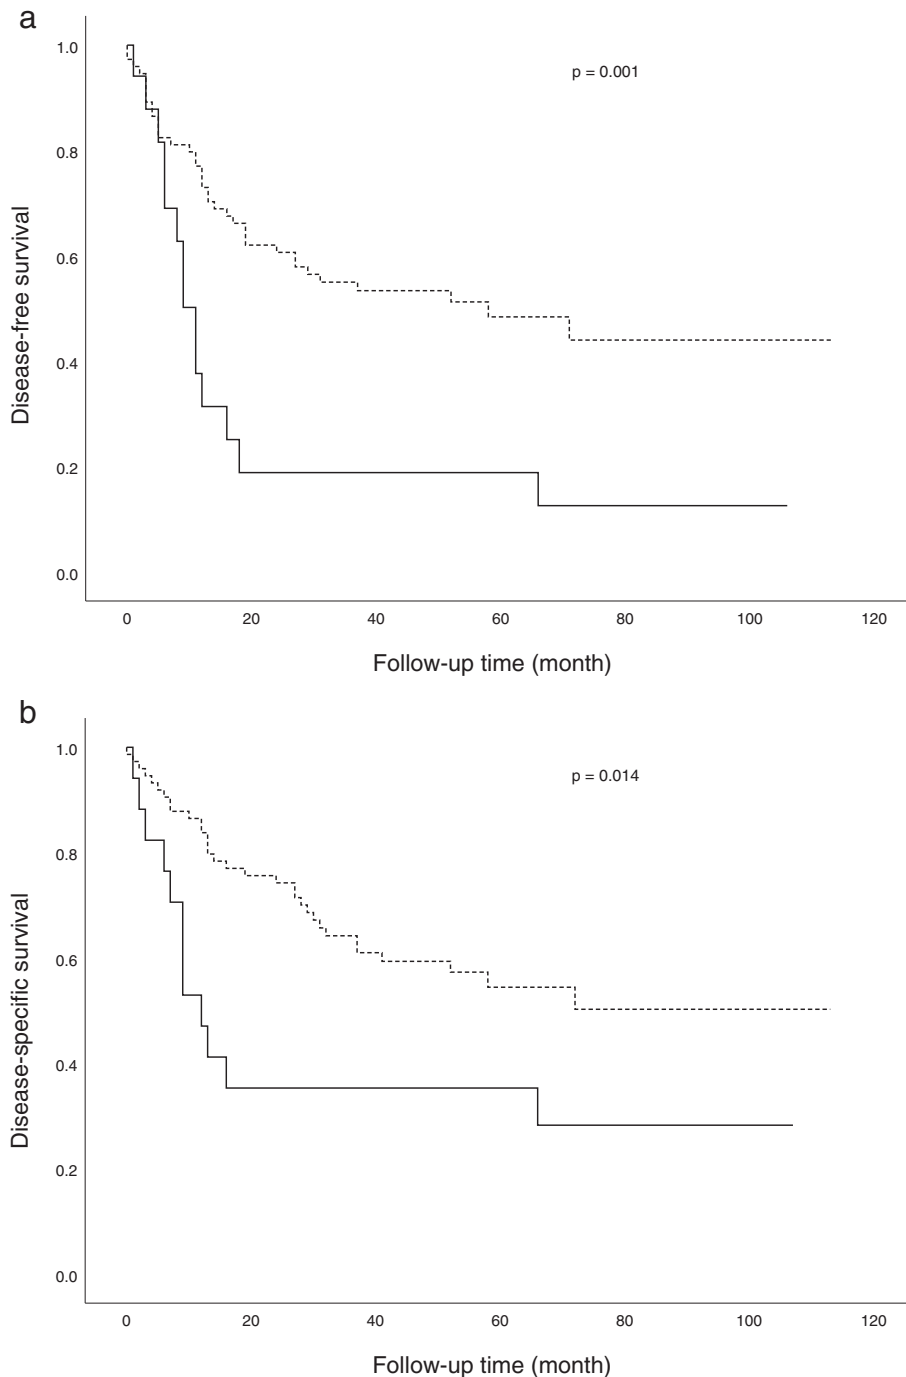 a
p = 0.001
Disease-free survival
1.0
0.8
0.6
0.4
0.2
0.0
0 20 40 60 80 100 120
Follow-up time (month)
b
p = 0.014
Disease-specific survival
1.0
0.8
0.6
0.4
0.2
0.0
0 20 40 60 80 100 120
Follow-up time (month)